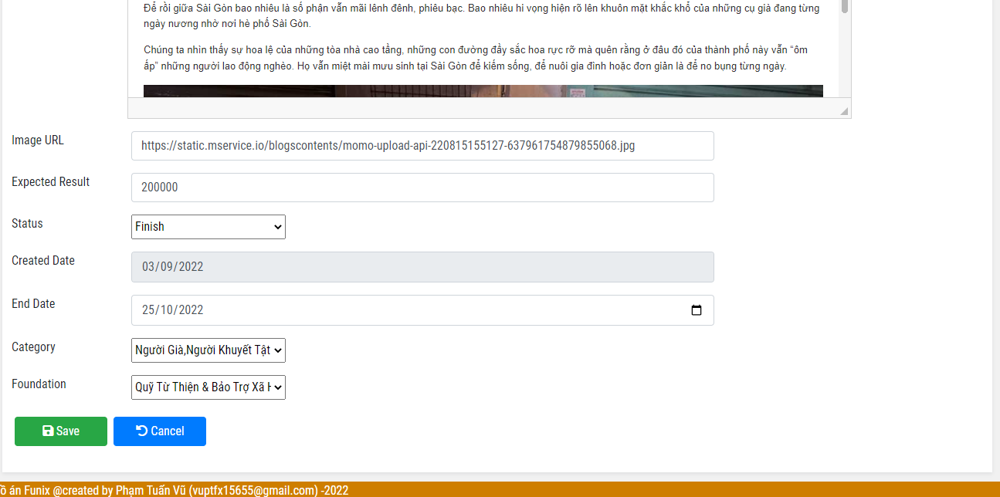 Để rồi giữa Sài Gòn bao nhiêu là số phận vẫn mãi lênh đênh, phiêu bạc. Bao nhiêu hi vọng hiện rõ lên khuôn mặt khắc khổ của những cụ già đang từng
ngày nương nhờ nơi hè phố Sài Gòn.
Chúng ta nhìn thấy sự hoa lệ của những tòa nhà cao tầng, những con đường đầy sắc hoa rực rỡ mà quên rằng ở đâu đó của thành phố này vẫn “ôm
ấp” những người lao động nghèo. Họ vẫn miệt mài mưu sinh tại Sài Gòn để kiếm sống, để nuôi gia đình hoặc đơn giản là để no bụng từng ngày.
Image URL
https://static.mservice.io/blogscontents/momo-upload-api-220815155127-637961754879855068.jpg
Expected Result
200000
Status
Finish
Created Date
03/09/2022
End Date
25/10/2022
Category
Người Già,Người Khuyết Tật
Foundation
Quỹ Từ Thiện & Bảo Trợ Xã H
Save
Cancel
ồ án Funix @created by Phạm Tuấn Vũ (vuptfx15655@gmail.com) -2022